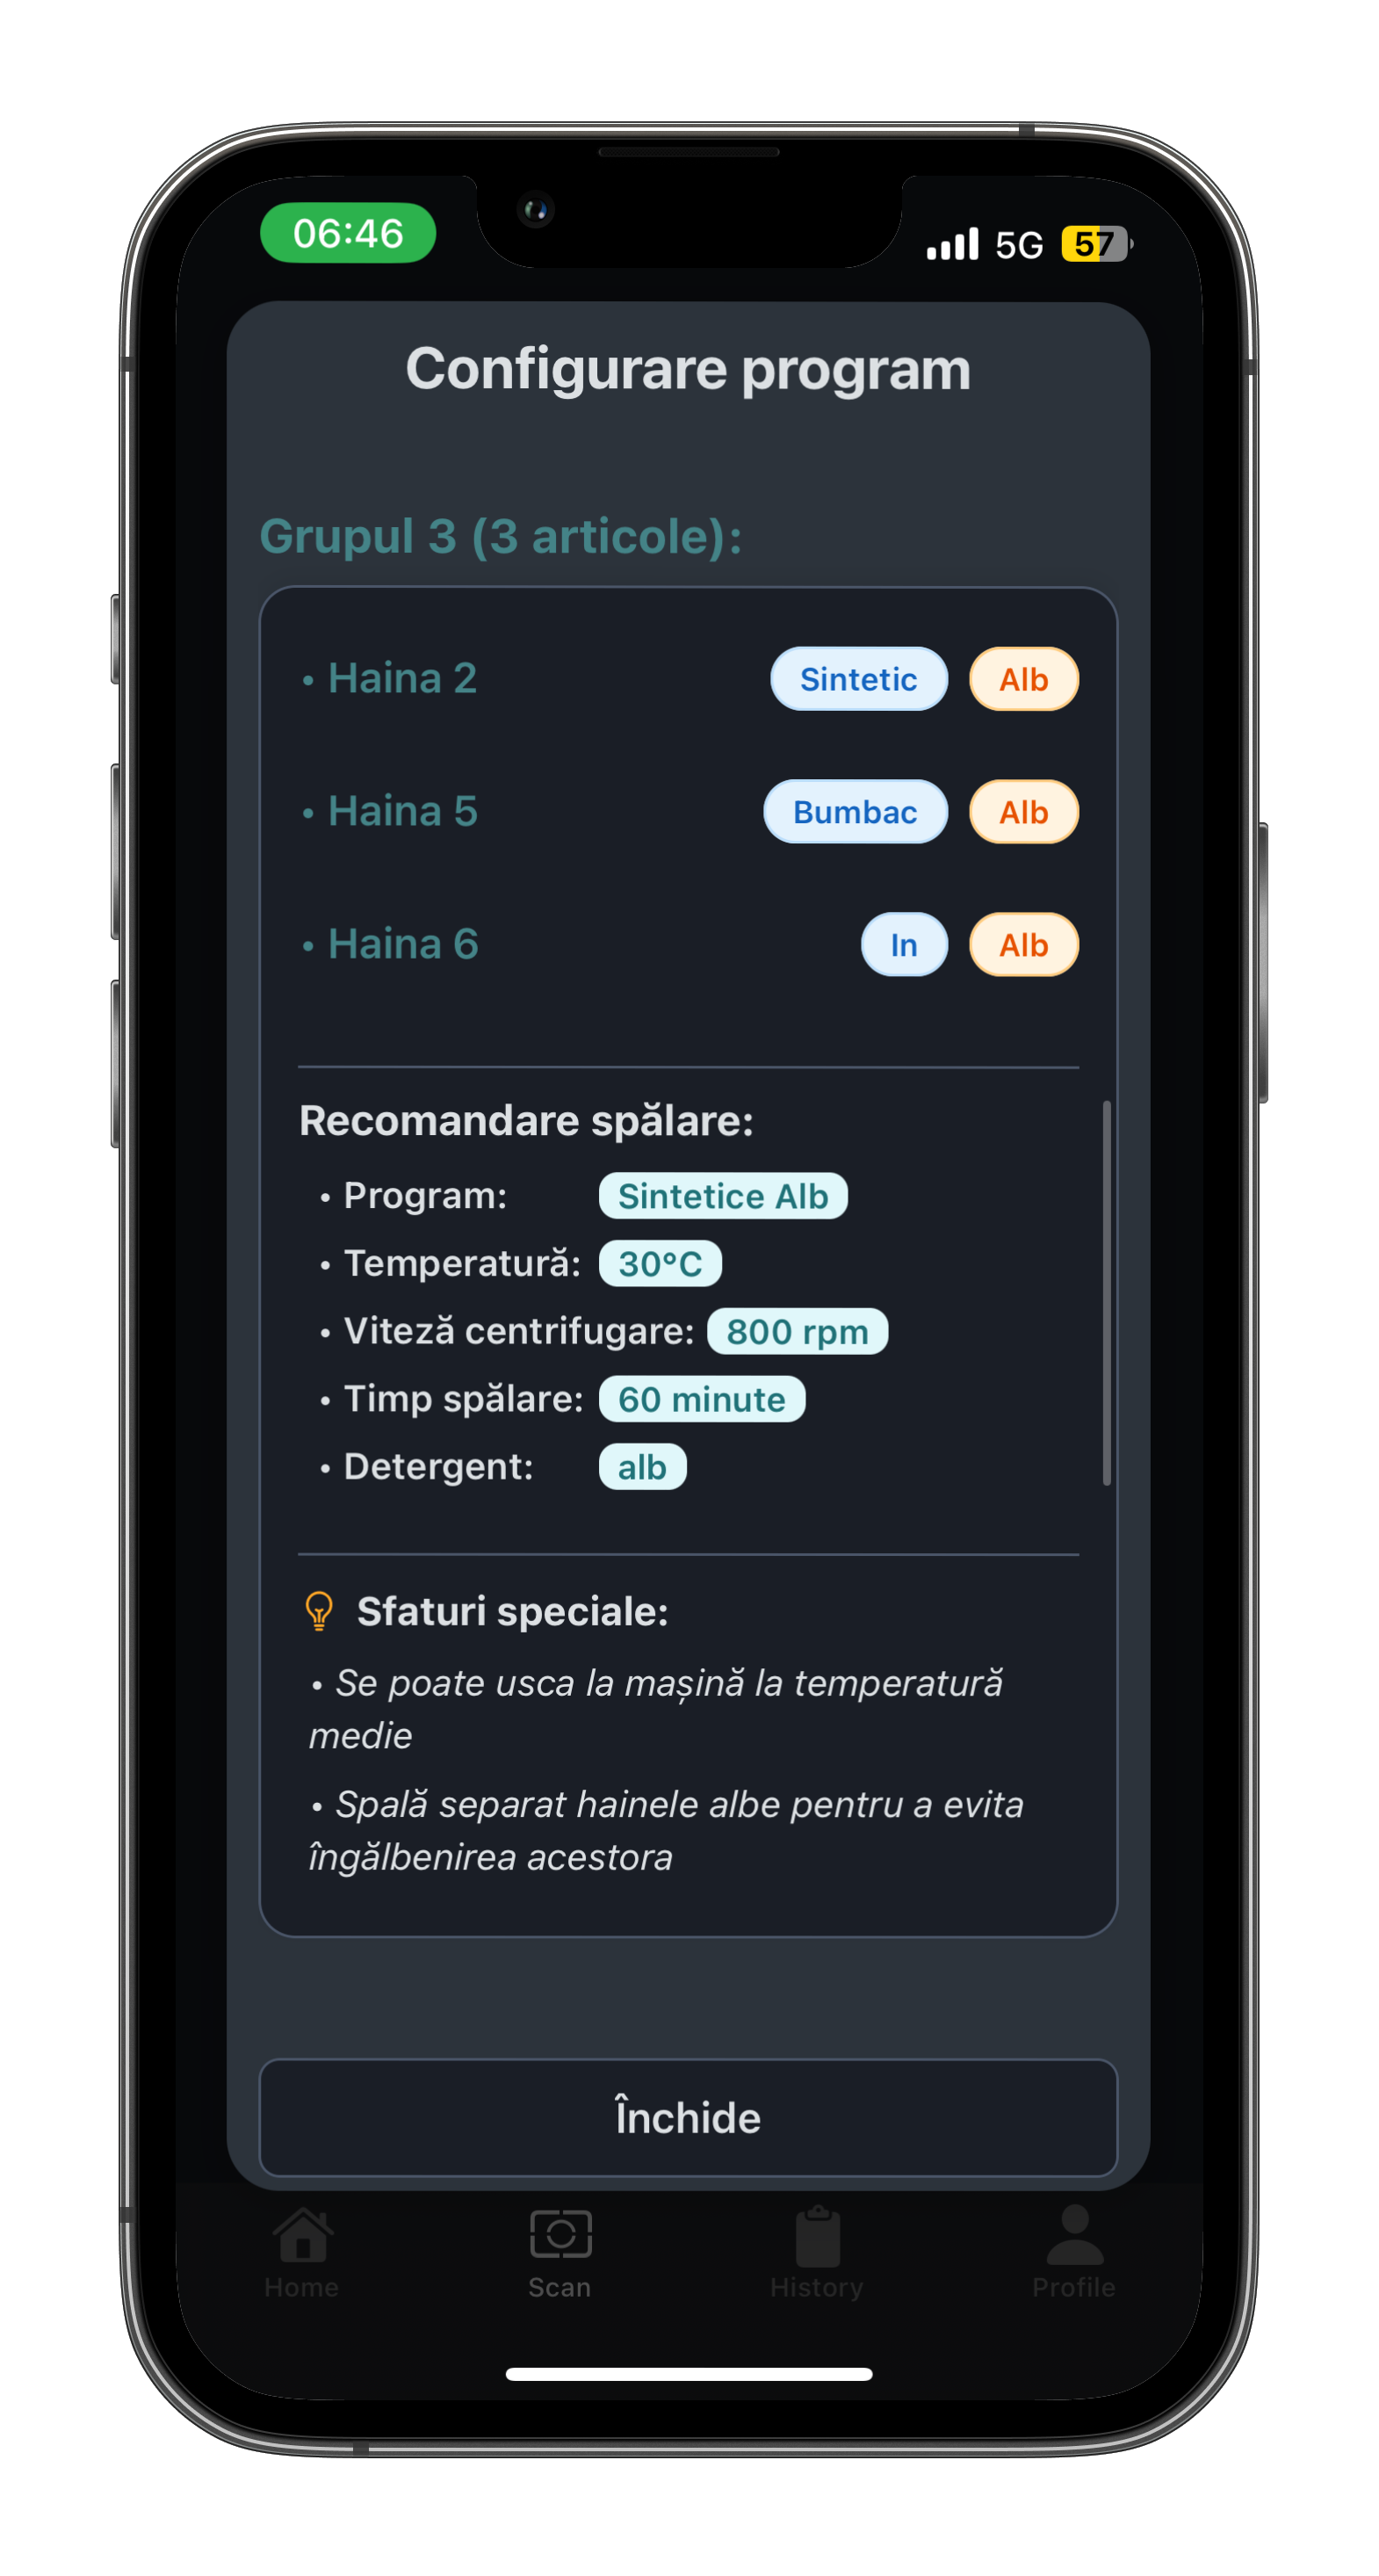 06:46
5G 57
Configurare program
Grupul 3 (3 articole):
• Haina 2 Sintetic Alb
• Haina 5 Bumbac Alb
• Haina 6 In Alb
Recomandare spălare:
• Program: Sintetice Alb
• Temperatură: 30°C
• Viteză centrifugare: 800 rpm
• Timp spălare: 60 minute
• Detergent: alb
Sfaturi speciale:
• Se poate usca la mașină la temperatură
medie
• Spală separat hainele albe pentru a evita
îngălbenirea acestora
Închide
Home Scan History Profile